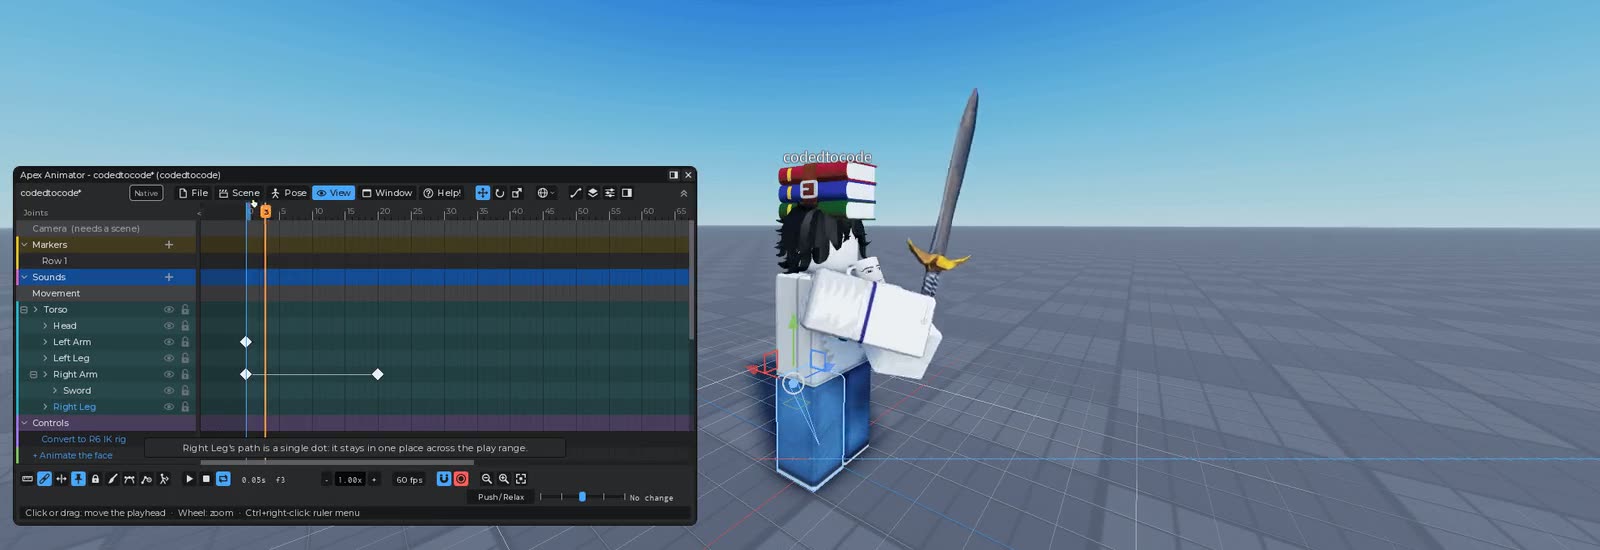 codedtocode
Apex Animator - codedtocode* (codedtocode)
codedtocode*
Native
File
Scene
Pose
View
Window
Help!
Joints
3
5
10
15
20
25
30
35
40
45
50
55
60
65
Camera (needs a scene)
Markers
Row 1
Sounds
Movement
Torso
Head
Left Arm
Left Leg
Right Arm
Sword
Right Leg
Controls
Convert to R6 IK rig
Right Leg's path is a single dot: it stays in one place across the play range.
+ Animate the face
0.05s f3
- 1.00x +
60 fps
Push/Relax
No change
Click or drag: move the playhead · Wheel: zoom · Ctrl+right-click: ruler menu